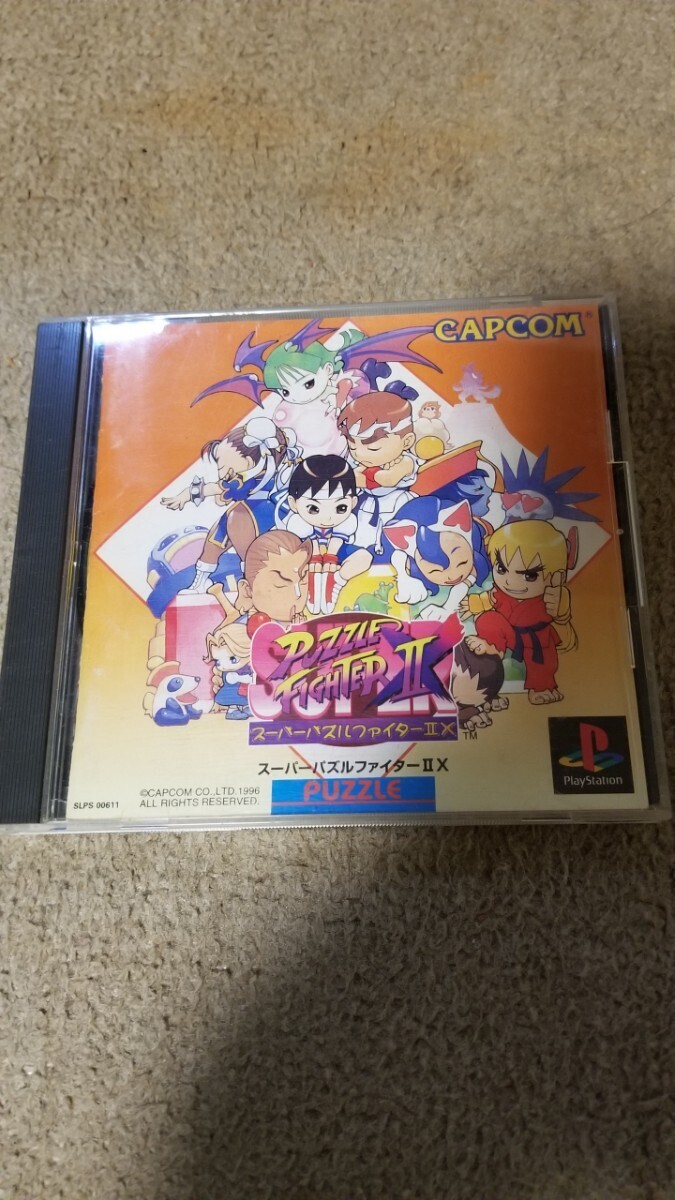 CAPCOM
SUPER
PUZZLE
FIGHTER II X
スーパーパズルファイターⅡX
TM
スーパーパズルファイターⅡX
PUZZLE
©CAPCOM CO.,LTD.1996
ALL RIGHTS RESERVED.
SLPS 00611
PlayStation